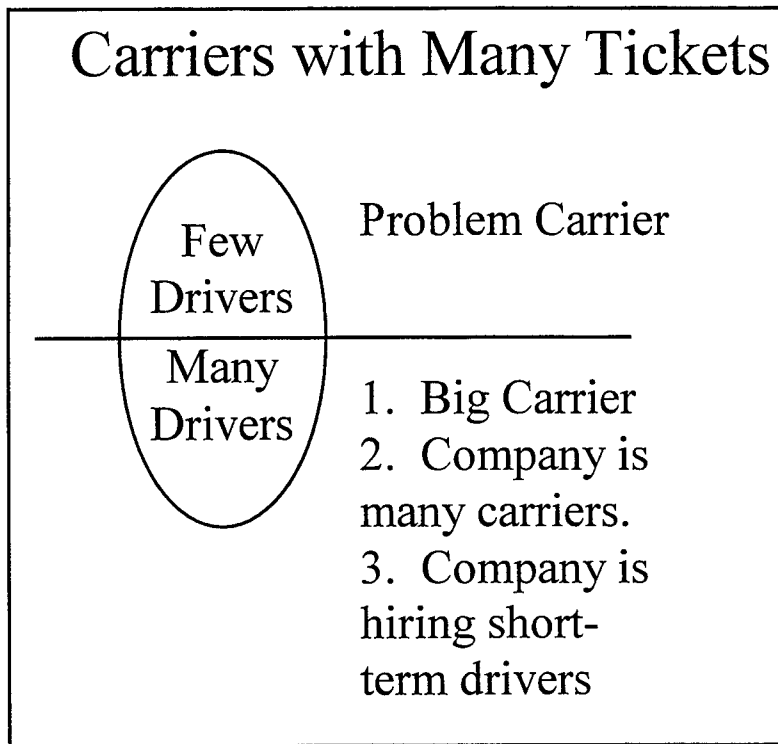 Carriers with Many Tickets
Few
Drivers
Problem Carrier
Many
Drivers
1. Big Carrier
2. Company is
many carriers.
3. Company is
hiring short-
term drivers